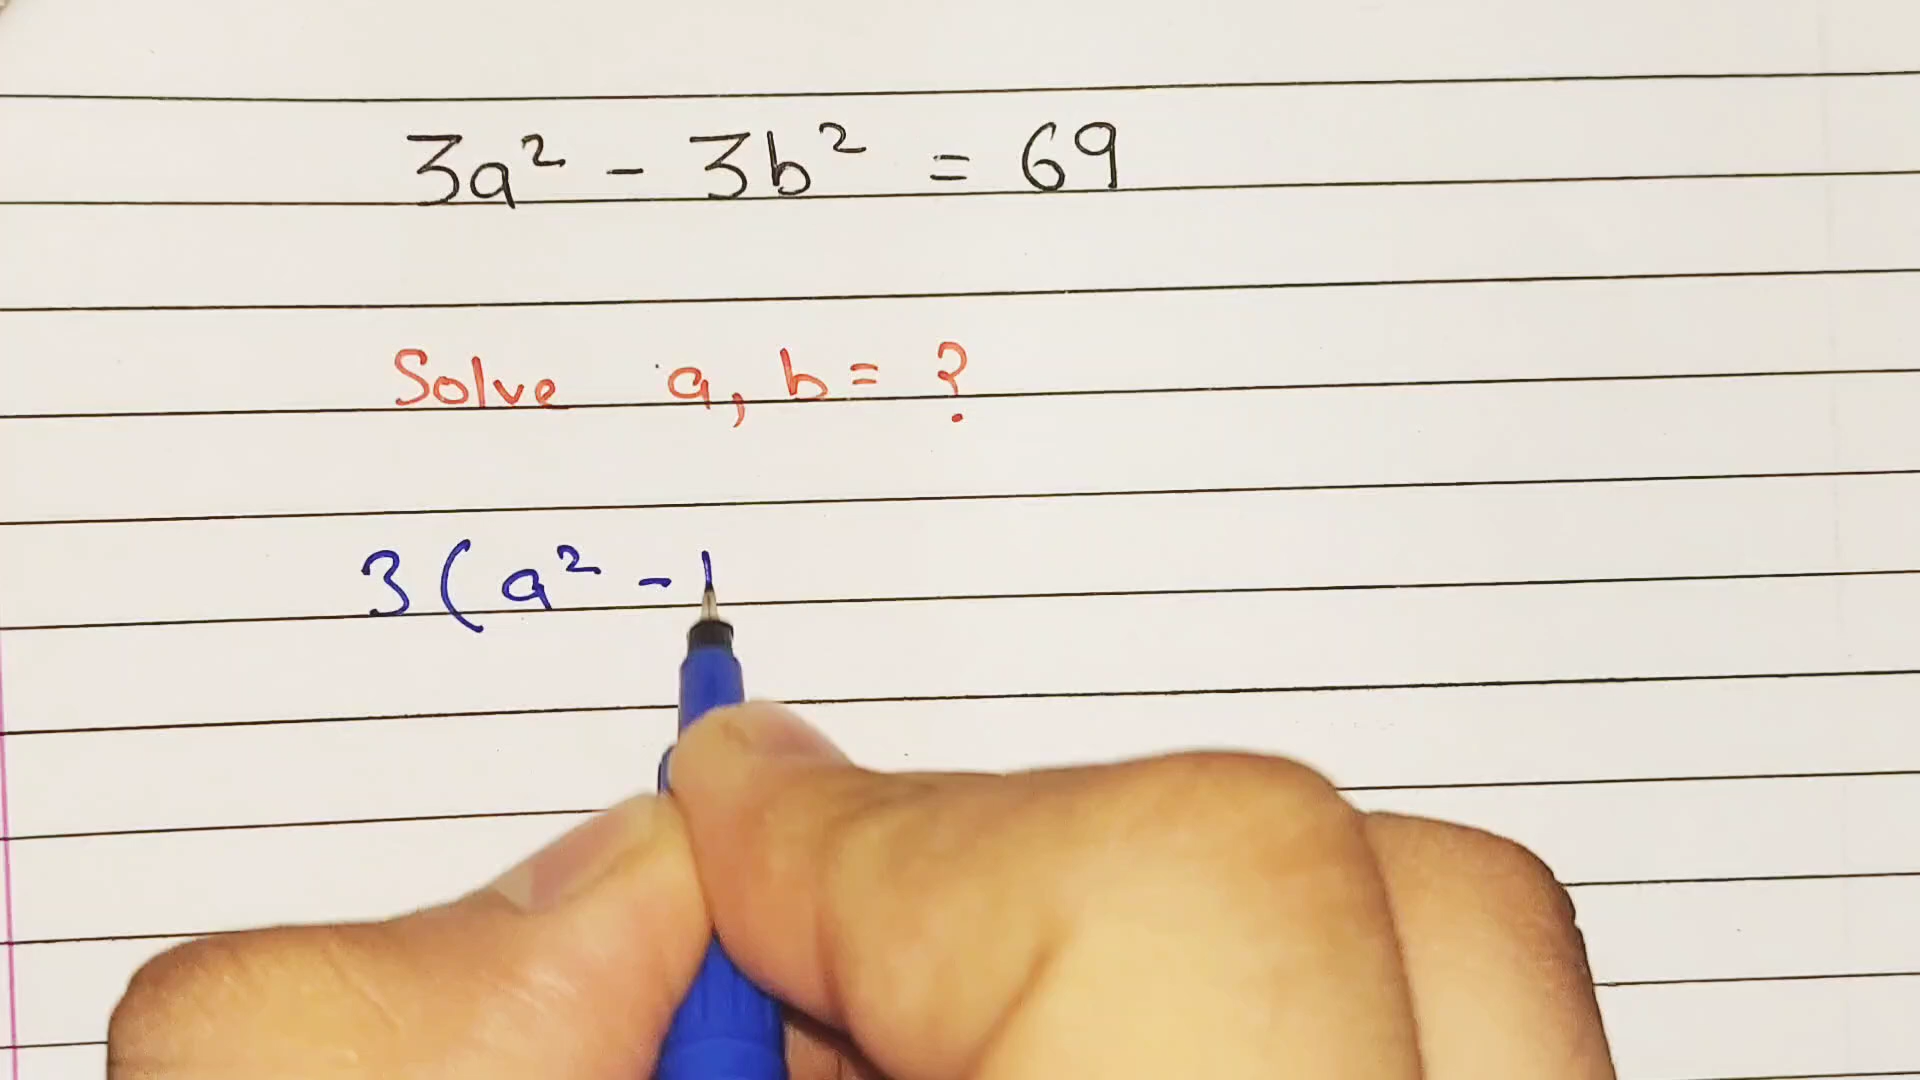 3a² - 3b² = 69
Solve a, b = ?
3(a² -